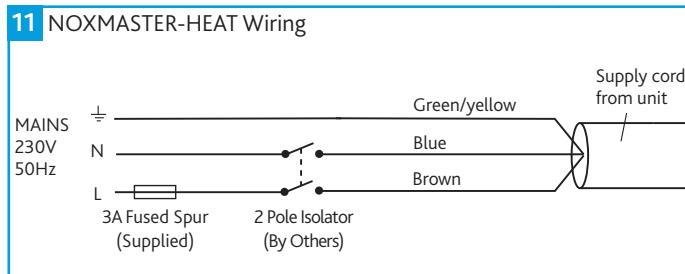 11 NOXMASTER-HEAT Wiring
Supply cord
from unit
Green/yellow
MAINS
230V
50Hz
N
Blue
L
Brown
3A Fused Spur
(Supplied)
2 Pole Isolator
(By Others)